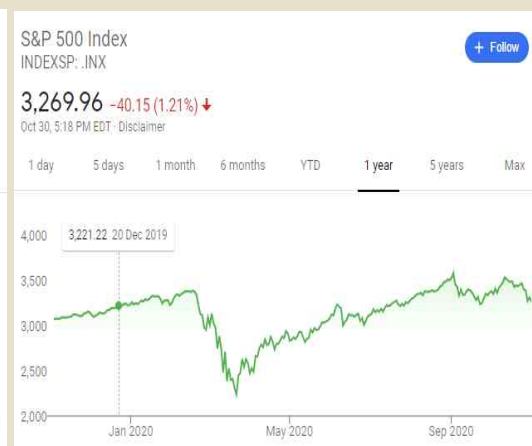 S&P 500 Index
+ Follow
INDEXSP: .INX
3,269.96 −40.15 (1.21%)
Oct 30, 5:18 PM EDT · Disclaimer
1 day 5 days 1 month 6 months YTD 1 year 5 years Max
4,000
3,221.22 20 Dec 2019
3,500
3,000
2,500
2,000
Jan 2020 May 2020 Sep 2020